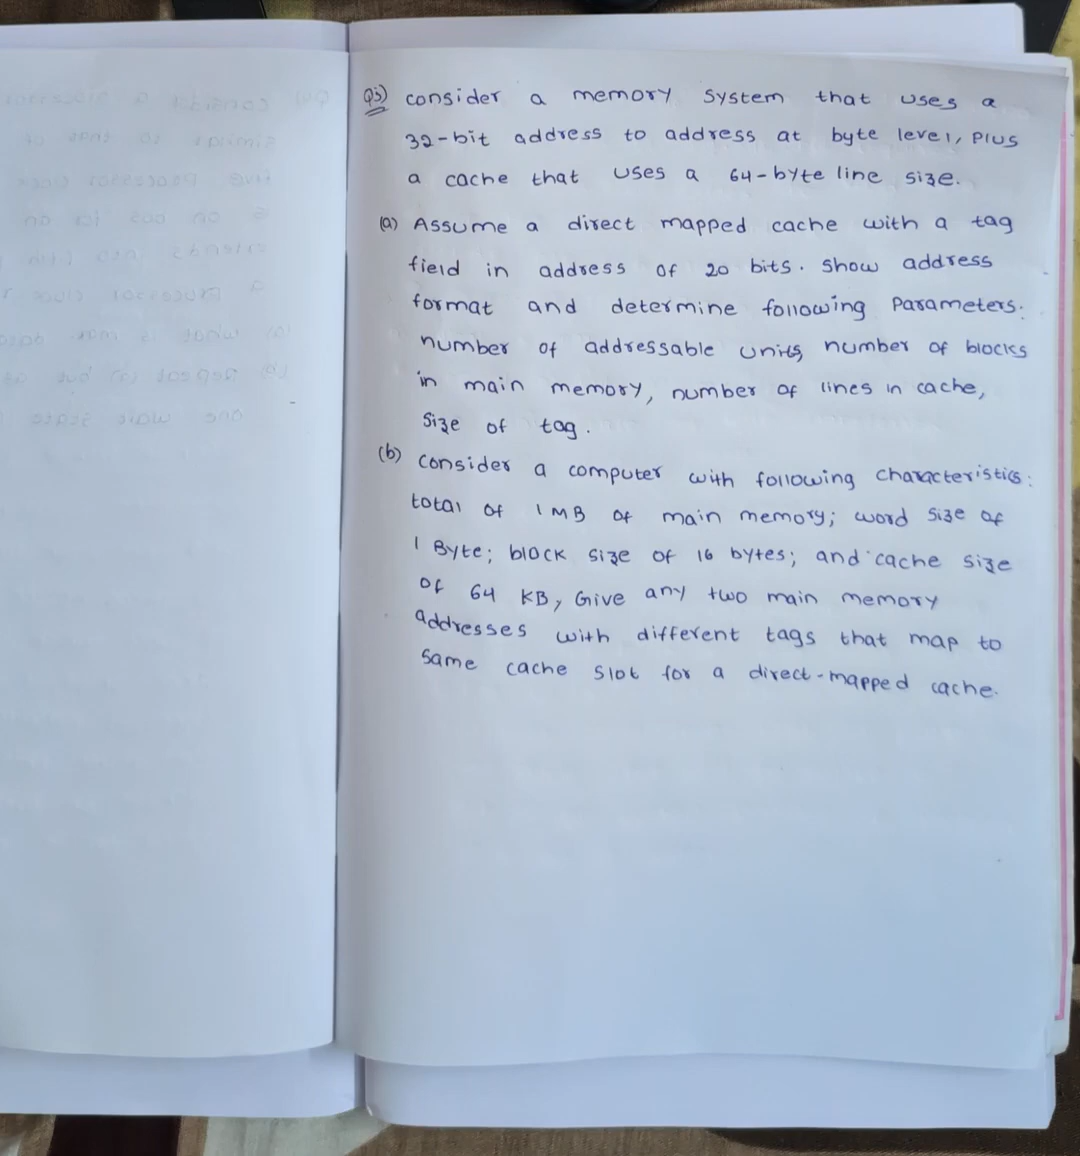 Q3) consider a memory system that uses a
32-bit address to address at byte level, plus
a cache that uses a 64-byte line size.
(a) Assume a direct mapped cache with a tag
field in address of 20 bits. show address
format and determine following parameters:
number of addressable units, number of blocks
in main memory, number of lines in cache,
size of tag.
(b) consider a computer with following characteristics:
total of 1 MB of main memory; word size of
1 Byte; block size of 16 bytes; and cache size
of 64 KB, Give any two main memory
addresses with different tags that map to
same cache slot for a direct-mapped cache.